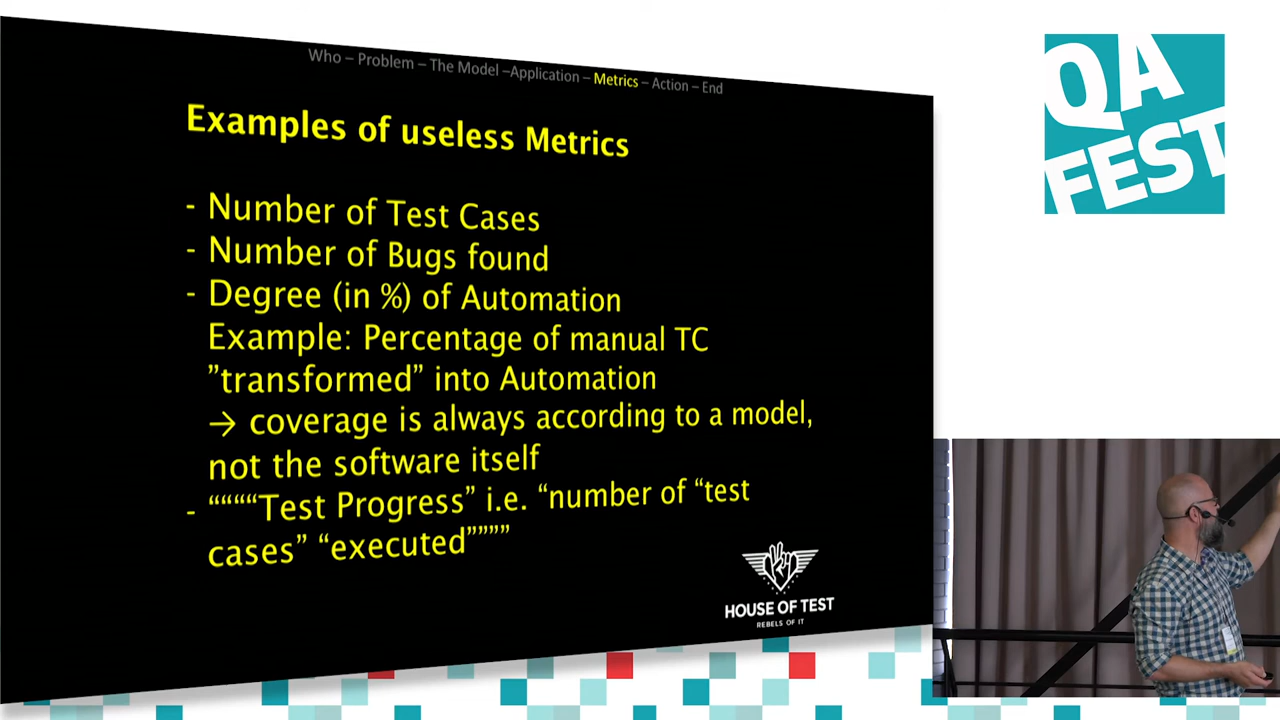 Who – Problem – The Model –Application – Metrics – Action – End
Examples of useless Metrics
- Number of Test Cases
- Number of Bugs found
- Degree (in %) of Automation
Example: Percentage of manual TC
”transformed” into Automation
→ coverage is always according to a model,
not the software itself
- ““““Test Progress” i.e. “number of “test
cases” “executed””””
HOUSE OF TEST
REBELS OF IT
QA
FEST